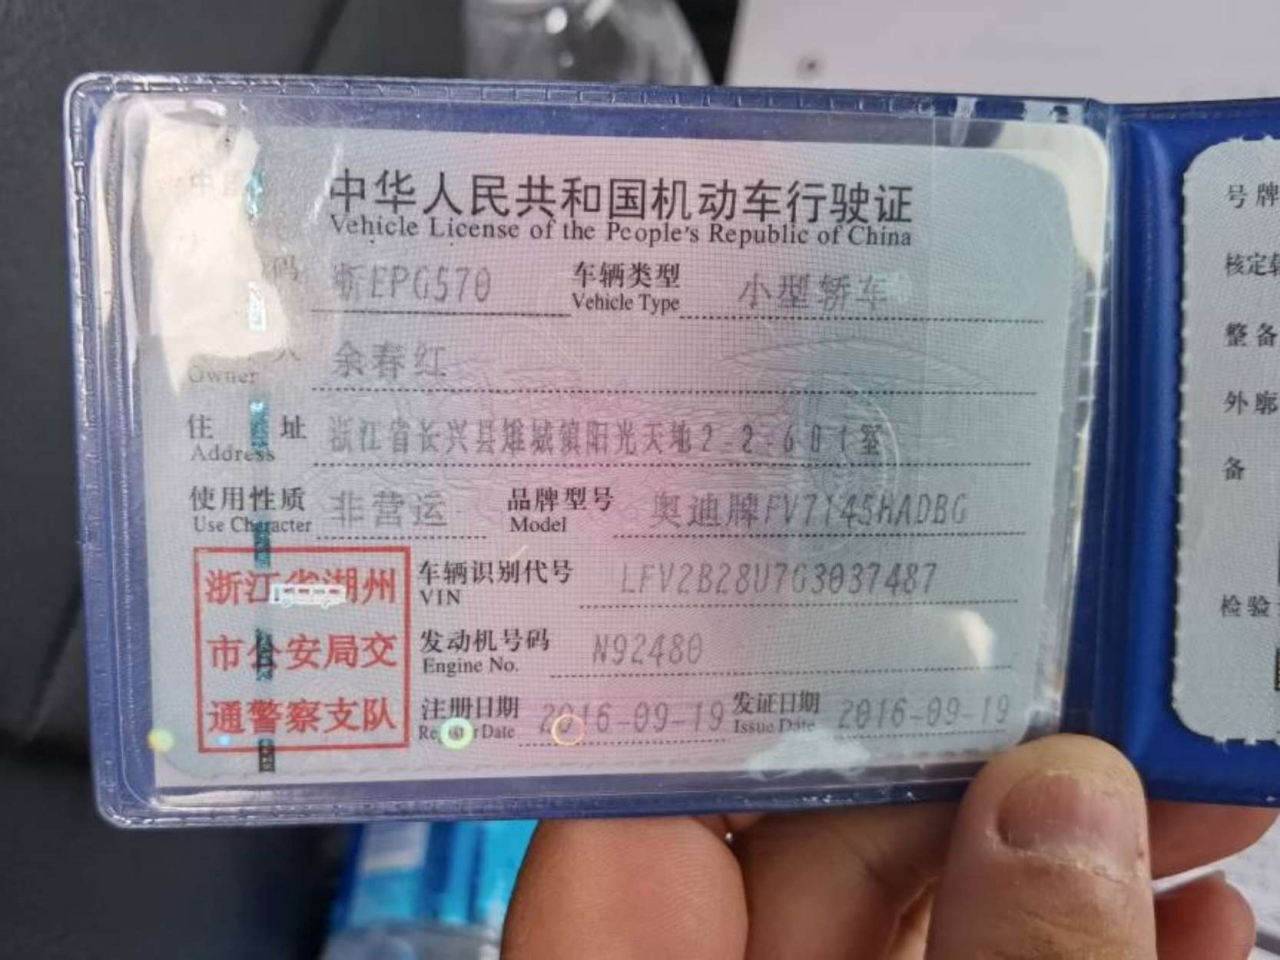 中华人民共和国机动车行驶证
Vehicle License of the People's Republic of China
码 浙EPG570 车辆类型 Vehicle Type 小型轿车
人 Owner 余春红
住 址 Address 浙江省长兴县雉城镇阳光天地2-2-601室
使用性质 Use Character 非营运 品牌型号 Model 奥迪牌FV7145HADBG
车辆识别代号 VIN LFV2B28U7G3037487
发动机号码 Engine No. N92480
注册日期 Register Date 2016-09-19 发证日期 Issue Date 2016-09-19
浙江省湖州
市公安局交
通警察支队
号牌
核定
整备
外廓
备
检验